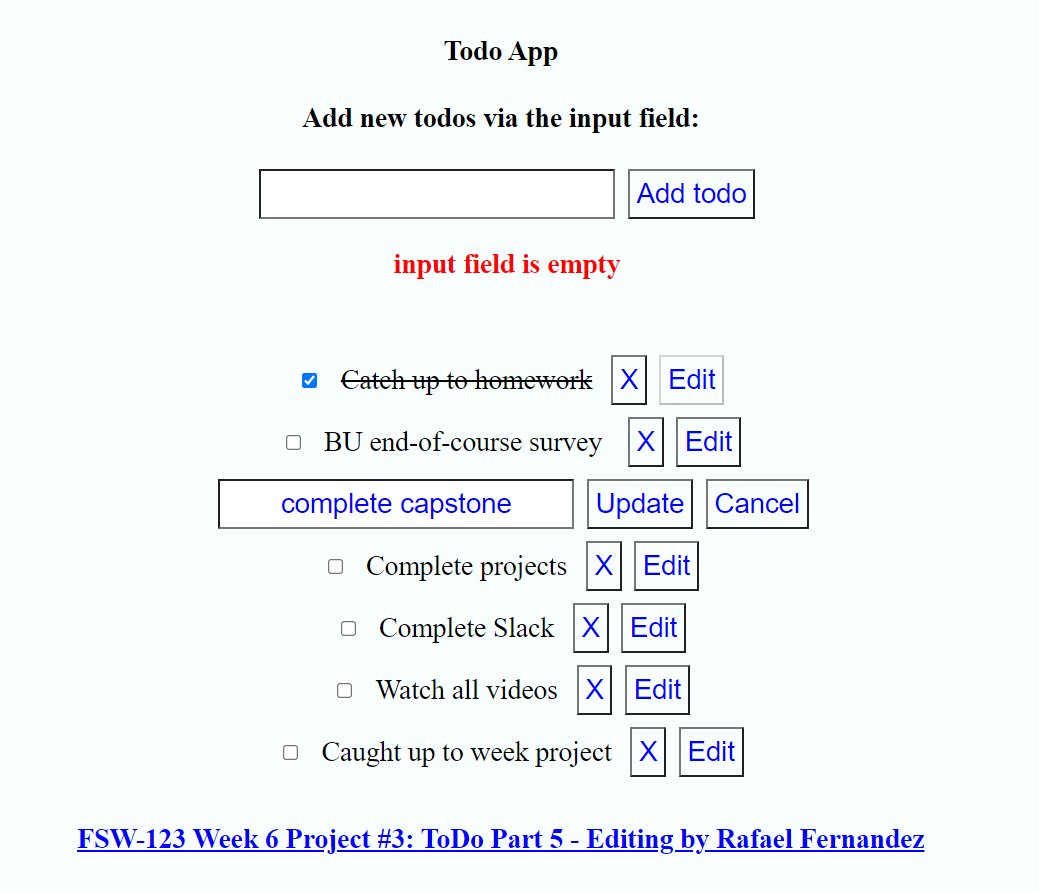 Todo App
Add new todos via the input field:
Add todo
input field is empty
Catch up to homework X Edit
BU end-of-course survey X Edit
complete capstone Update Cancel
Complete projects X Edit
Complete Slack X Edit
Watch all videos X Edit
Caught up to week project X Edit
FSW-123 Week 6 Project #3: ToDo Part 5 - Editing by Rafael Fernandez